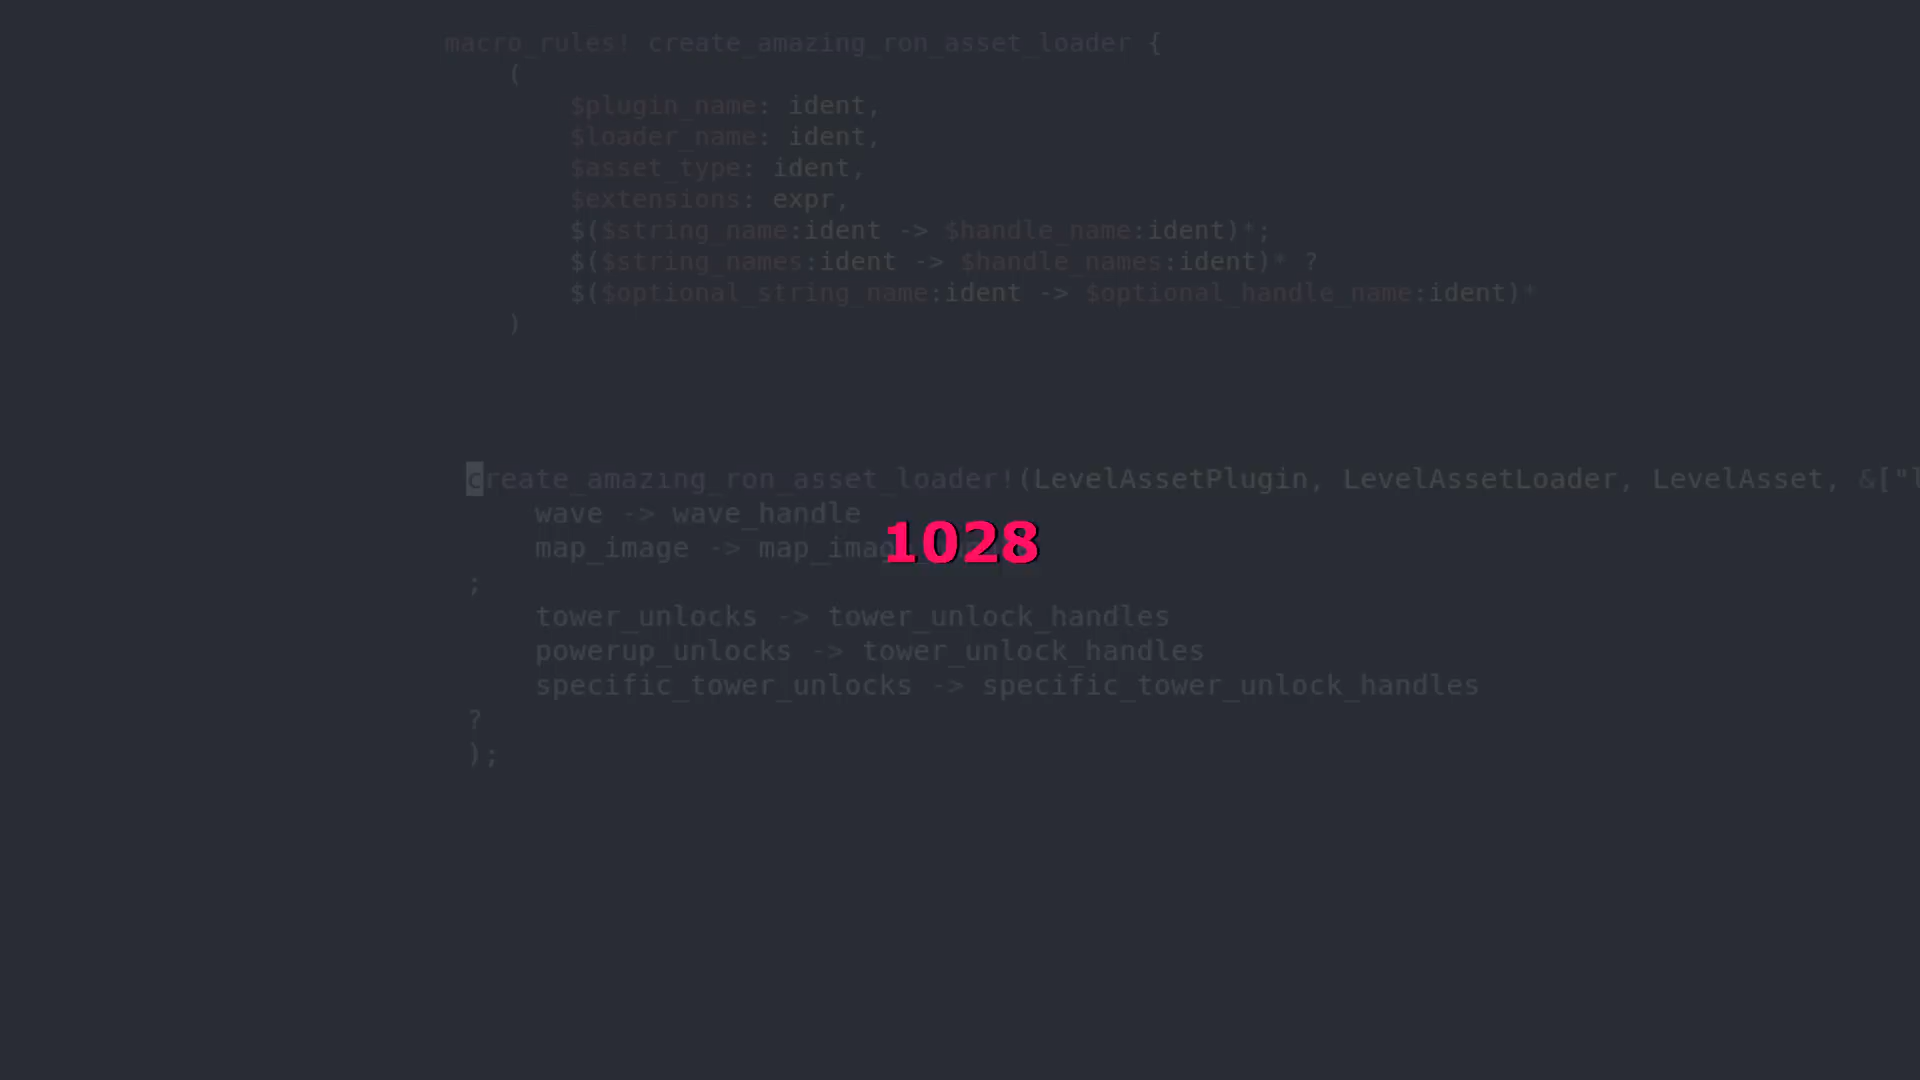 macro_rules! create_amazing_ron_asset_loader {
(
$plugin_name: ident,
$loader_name: ident,
$asset_type: ident,
$extensions: expr,
$($string_name:ident -> $handle_name:ident)*;
$($string_names:ident -> $handle_names:ident)* ?
$($optional_string_name:ident -> $optional_handle_name:ident)*
)
create_amazing_ron_asset_loader!(LevelAssetPlugin, LevelAssetLoader, LevelAsset, &["l
wave -> wave_handle
map_image -> map_imag
1028
;
tower_unlocks -> tower_unlock_handles
powerup_unlocks -> tower_unlock_handles
specific_tower_unlocks -> specific_tower_unlock_handles
?
);